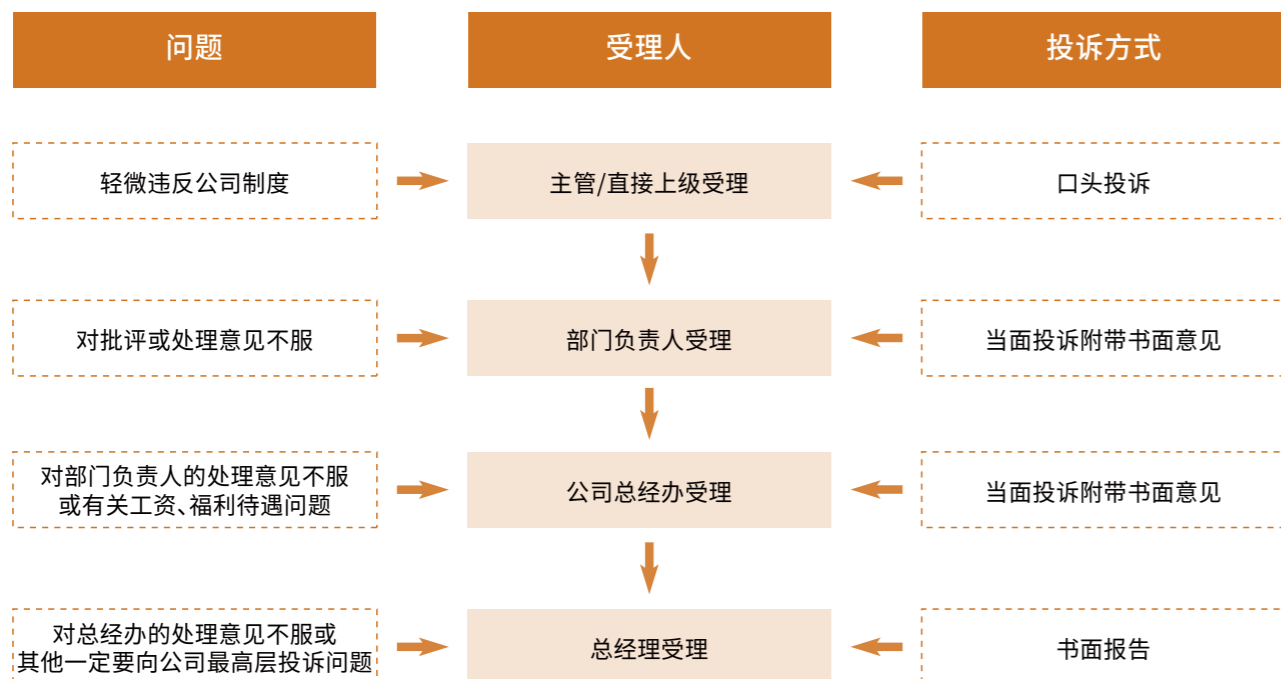 问题
受理人
投诉方式
轻微违反公司制度
主管/直接上级受理
口头投诉
对批评或处理意见不服
部门负责人受理
当面投诉附带书面意见
对部门负责人的处理意见不服
或有关工资、福利待遇问题
公司总经办受理
当面投诉附带书面意见
对总经办的处理意见不服或
其他一定要向公司最高层投诉问题
总经理受理
书面报告